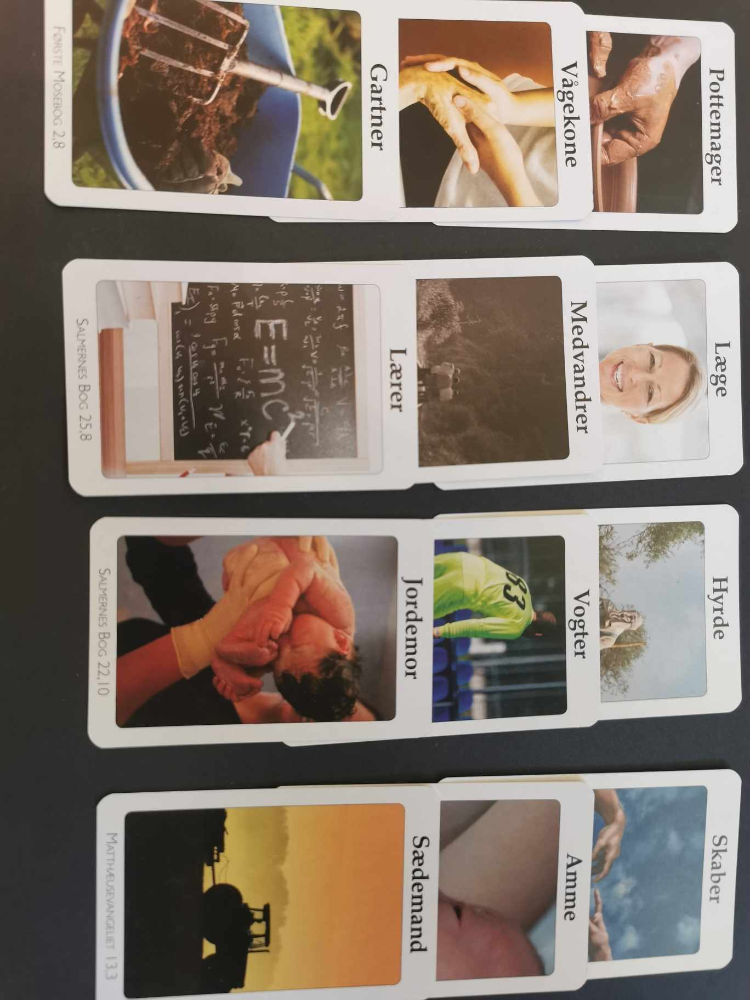 Pottemager
Vågekone
Gartner
FØRSTE MOSEBOG 2,8
Læge
Medvandrer
Lærer
E=mc²
SALMERNES BOG 25,8
Hyrde
Vogter
83
Jordemor
SALMERNES BOG 22,10
Skaber
Amme
Sædemand
MATTHÆUSEVANGELIET 13,3